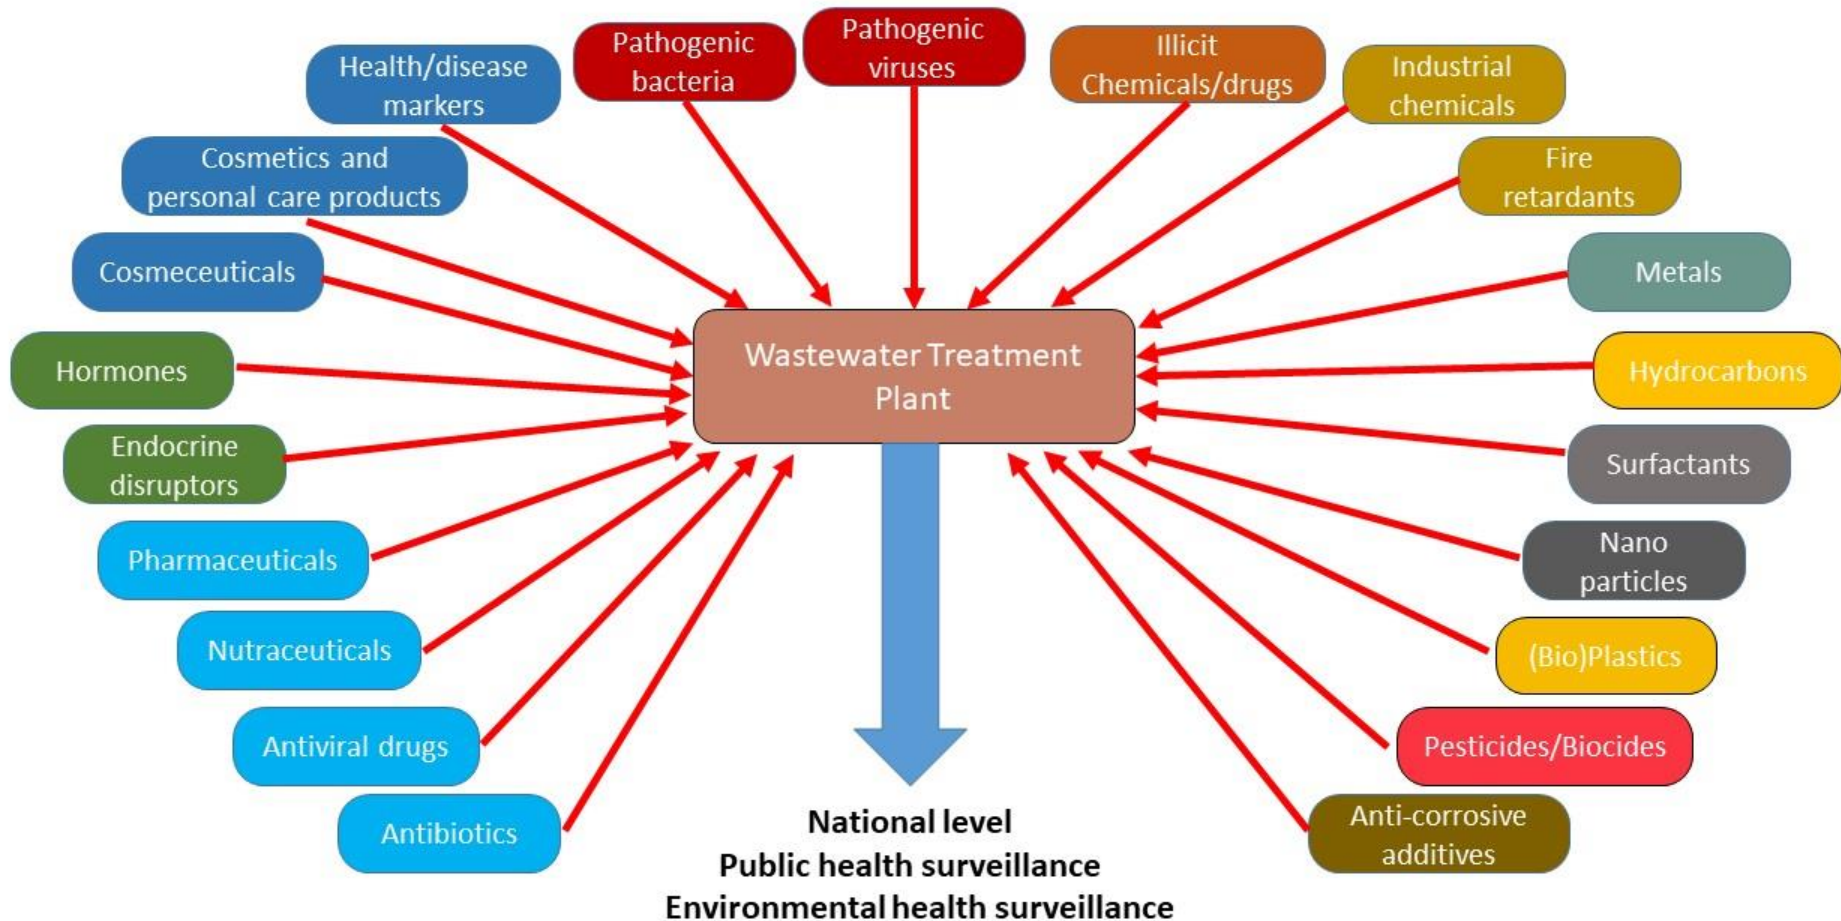 Pathogenic
bacteria
Pathogenic
viruses
Illicit
Chemicals/drugs
Health/disease
markers
Industrial
chemicals
Cosmetics and
personal care products
Fire
retardants
Cosmeceuticals
Metals
Wastewater Treatment
Plant
Hormones
Hydrocarbons
Endocrine
disruptors
Surfactants
Pharmaceuticals
Nano
particles
Nutraceuticals
(Bio)Plastics
Antiviral drugs
Pesticides/Biocides
Antibiotics
Anti-corrosive
additives
National level
Public health surveillance
Environmental health surveillance